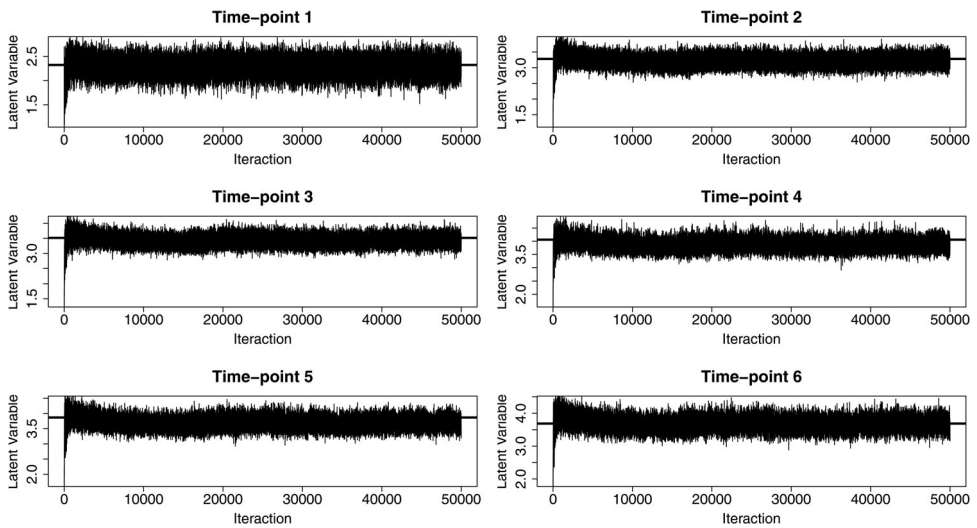 Time−point 1
Time−point 2
Latent Variable
1.5
2.5
Latent Variable
1.5
3.0
0 10000 20000 30000 40000 50000
0 10000 20000 30000 40000 50000
Iteraction
Iteraction
Time−point 3
Time−point 4
Latent Variable
1.5
3.0
Latent Variable
2.0
3.5
0 10000 20000 30000 40000 50000
0 10000 20000 30000 40000 50000
Iteraction
Iteraction
Time−point 5
Time−point 6
Latent Variable
2.0
3.5
Latent Variable
2.0
3.0
4.0
0 10000 20000 30000 40000 50000
0 10000 20000 30000 40000 50000
Iteraction
Iteraction